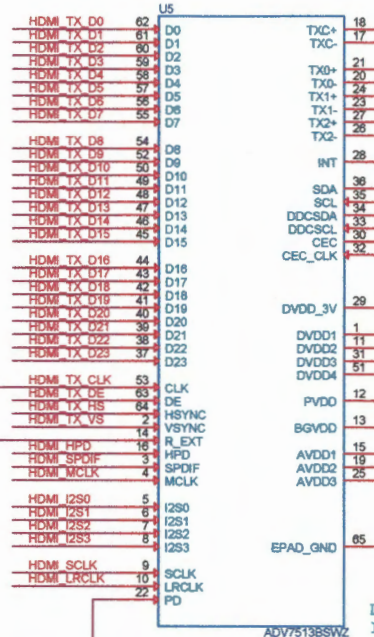 U5
HDMI_TX_D0 62 D0 TXC+ 18
HDMI_TX_D1 61 D1 TXC- 17
HDMI_TX_D2 60 D2
HDMI_TX_D3 59 D3 TX0+ 21
HDMI_TX_D4 58 D4 TX0- 20
HDMI_TX_D5 57 D5 TX1+ 24
HDMI_TX_D6 56 D6 TX1- 23
HDMI_TX_D7 55 D7 TX2+ 27
TX2- 26
HDMI_TX_D8 54 D8 INT 28
HDMI_TX_D9 52 D9
HDMI_TX_D10 50 D10
HDMI_TX_D11 49 D11 SDA 36
HDMI_TX_D12 48 D12 SCL 35
HDMI_TX_D13 47 D13 DDCSDA 34
HDMI_TX_D14 46 D14 DDCSCL 33
HDMI_TX_D15 45 D15 CEC 30
CEC_CLK 32
HDMI_TX_D16 44 D16
HDMI_TX_D17 43 D17
HDMI_TX_D18 42 D18
HDMI_TX_D19 41 D19 DVDD_3V 29
HDMI_TX_D20 40 D20
HDMI_TX_D21 39 D21 DVDD1 1
HDMI_TX_D22 38 D22 DVDD2 11
HDMI_TX_D23 37 D23 DVDD3 31
DVDD4 51
HDMI_TX_CLK 53 CLK
HDMI_TX_DE 63 DE PVDD 12
HDMI_TX_HS 64 HSYNC
HDMI_TX_VS 2 VSYNC BGVDD 13
14 R_EXT
HDMI_HPD 16 HPD AVDD1 15
HDMI_SPDIF 3 SPDIF AVDD2 19
HDMI_MCLK 4 MCLK AVDD3 25
HDMI_I2S0 5 I2S0
HDMI_I2S1 6 I2S1
HDMI_I2S2 7 I2S2
HDMI_I2S3 8 I2S3 EPAD_GND 65
HDMI_SCLK 9 SCLK
HDMI_LRCLK 10 LRCLK
22 PD
ADV7513BSWZ